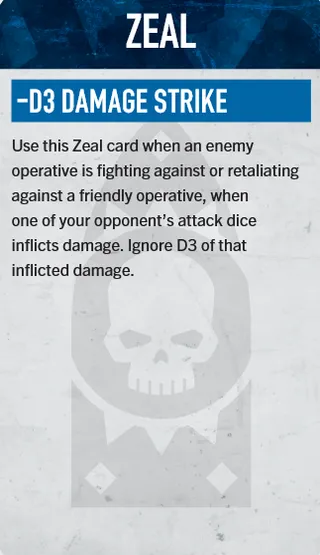 ZEAL
-D3 DAMAGE STRIKE
Use this Zeal card when an enemy
operative is fighting against or retaliating
against a friendly operative, when
one of your opponent’s attack dice
inflicts damage. Ignore D3 of that
inflicted damage.